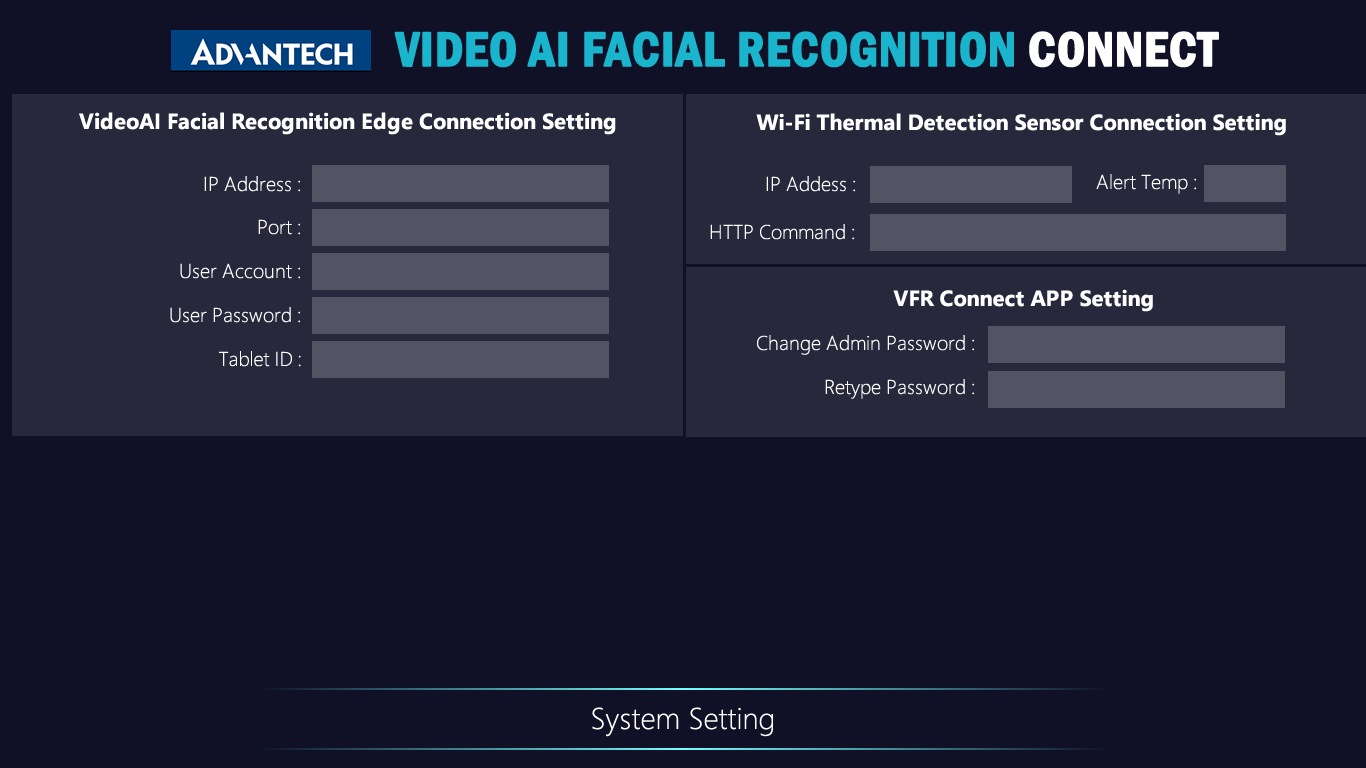 ADVANTECH VIDEO AI FACIAL RECOGNITION CONNECT
VideoAI Facial Recognition Edge Connection Setting
IP Address :
Port :
User Account :
User Password :
Tablet ID :
Wi-Fi Thermal Detection Sensor Connection Setting
IP Addess : Alert Temp :
HTTP Command :
VFR Connect APP Setting
Change Admin Password :
Retype Password :
System Setting